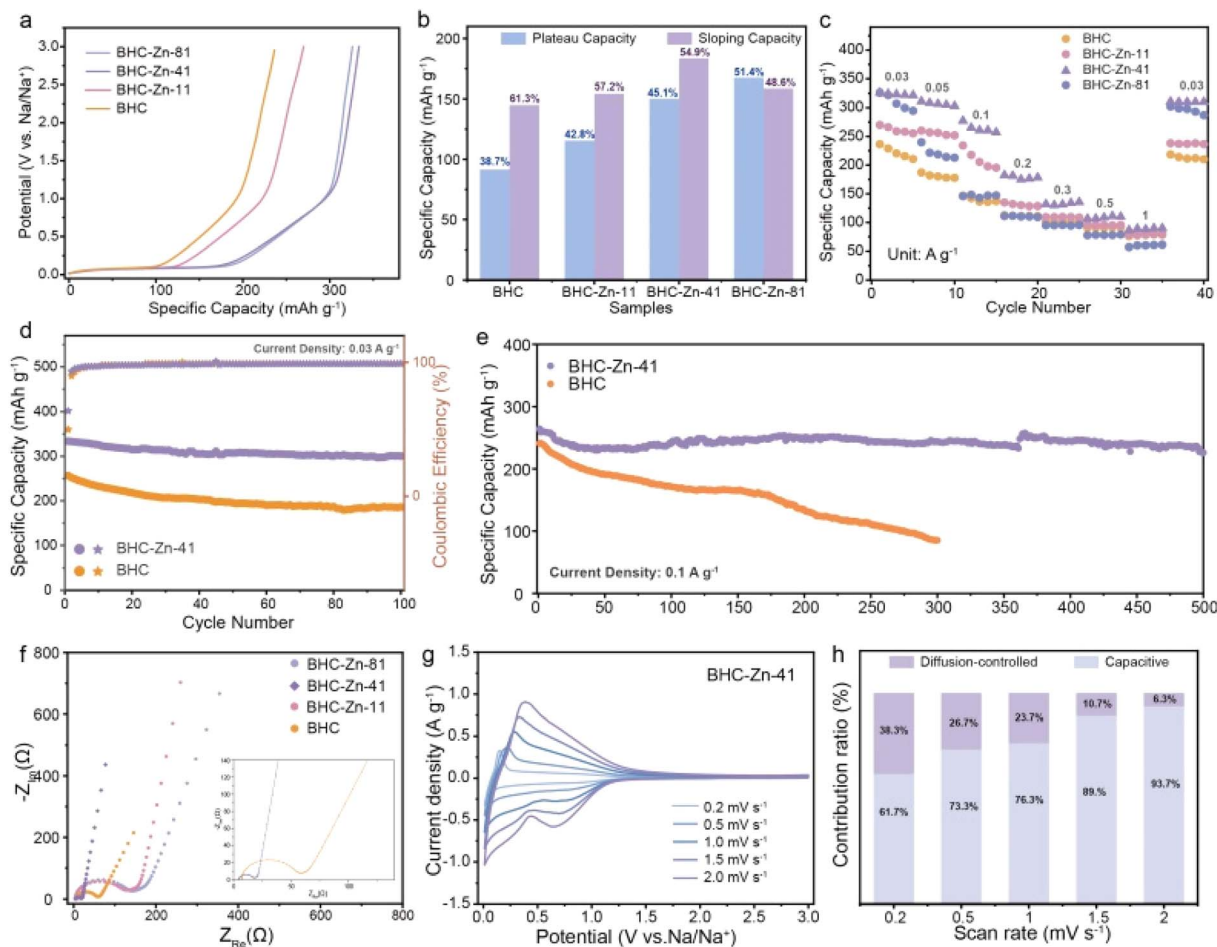 a
Potential (V vs. Na/Na⁺)
3.0
2.5
2.0
1.5
1.0
0.5
0.0
BHC-Zn-81
BHC-Zn-41
BHC-Zn-11
BHC
0 100 200 300
Specific Capacity (mAh g⁻¹)
b
Specific Capacity (mAh g⁻¹)
200
150
100
50
0
Plateau Capacity
Sloping Capacity
38.7% 61.3% 42.8% 57.2% 45.1% 54.9% 51.4% 48.6%
BHC BHC-Zn-11 BHC-Zn-41 BHC-Zn-81
Samples
c
Specific Capacity (mAh g⁻¹)
400
350
300
250
200
150
100
50
0
BHC
BHC-Zn-11
BHC-Zn-41
BHC-Zn-81
0.03 0.05 0.1 0.2 0.3 0.5 1 0.03
Unit: A g⁻¹
0 10 20 30 40
Cycle Number
d
Specific Capacity (mAh g⁻¹)
500
400
300
200
100
0
Current Density: 0.03 A g⁻¹
100
0
Coulombic Efficiency (%)
BHC-Zn-41
BHC
0 20 40 60 80 100
Cycle Number
e
Specific Capacity (mAh g⁻¹)
400
300
200
100
0
BHC-Zn-41
BHC
Current Density: 0.1 A g⁻¹
0 50 100 150 200 250 300 350 400 450 500
f
-Z_Im(Ω)
800
600
400
200
0
BHC-Zn-81
BHC-Zn-41
BHC-Zn-11
BHC
140
120
100
80
60
40
20
0
0 50 100
0 200 400 600 800
Z_Re(Ω)
g
Current density (A g⁻¹)
1.5
1.0
0.5
0.0
-0.5
-1.0
-1.5
BHC-Zn-41
0.2 mV s⁻¹
0.5 mV s⁻¹
1.0 mV s⁻¹
1.5 mV s⁻¹
2.0 mV s⁻¹
0.0 0.5 1.0 1.5 2.0 2.5 3.0
Potential (V vs.Na/Na⁺)
h
Contribution ratio (%)
Diffusion-controlled
Capacitive
38.3% 26.7% 23.7% 10.7% 6.3%
61.7% 73.3% 76.3% 89.% 93.7%
0.2 0.5 1 1.5 2
Scan rate (mV s⁻¹)